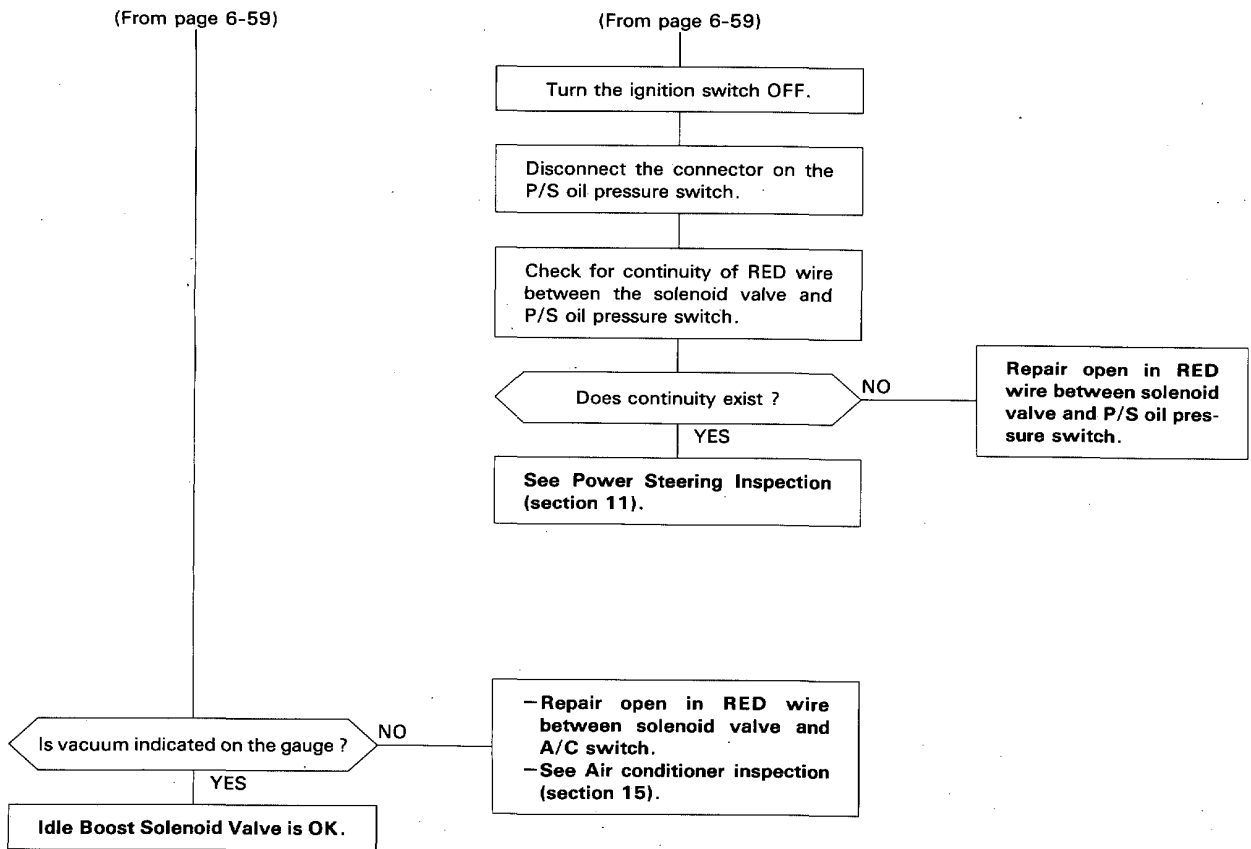 (From page 6-59)
(From page 6-59)
Turn the ignition switch OFF.
Disconnect the connector on the
P/S oil pressure switch.
Check for continuity of RED wire
between the solenoid valve and
P/S oil pressure switch.
Does continuity exist ?
NO
Repair open in RED
wire between solenoid
valve and P/S oil pres-
sure switch.
YES
See Power Steering Inspection
(section 11).
Is vacuum indicated on the gauge ?
NO
–Repair open in RED wire
between solenoid valve and
A/C switch.
–See Air conditioner inspection
(section 15).
YES
Idle Boost Solenoid Valve is OK.